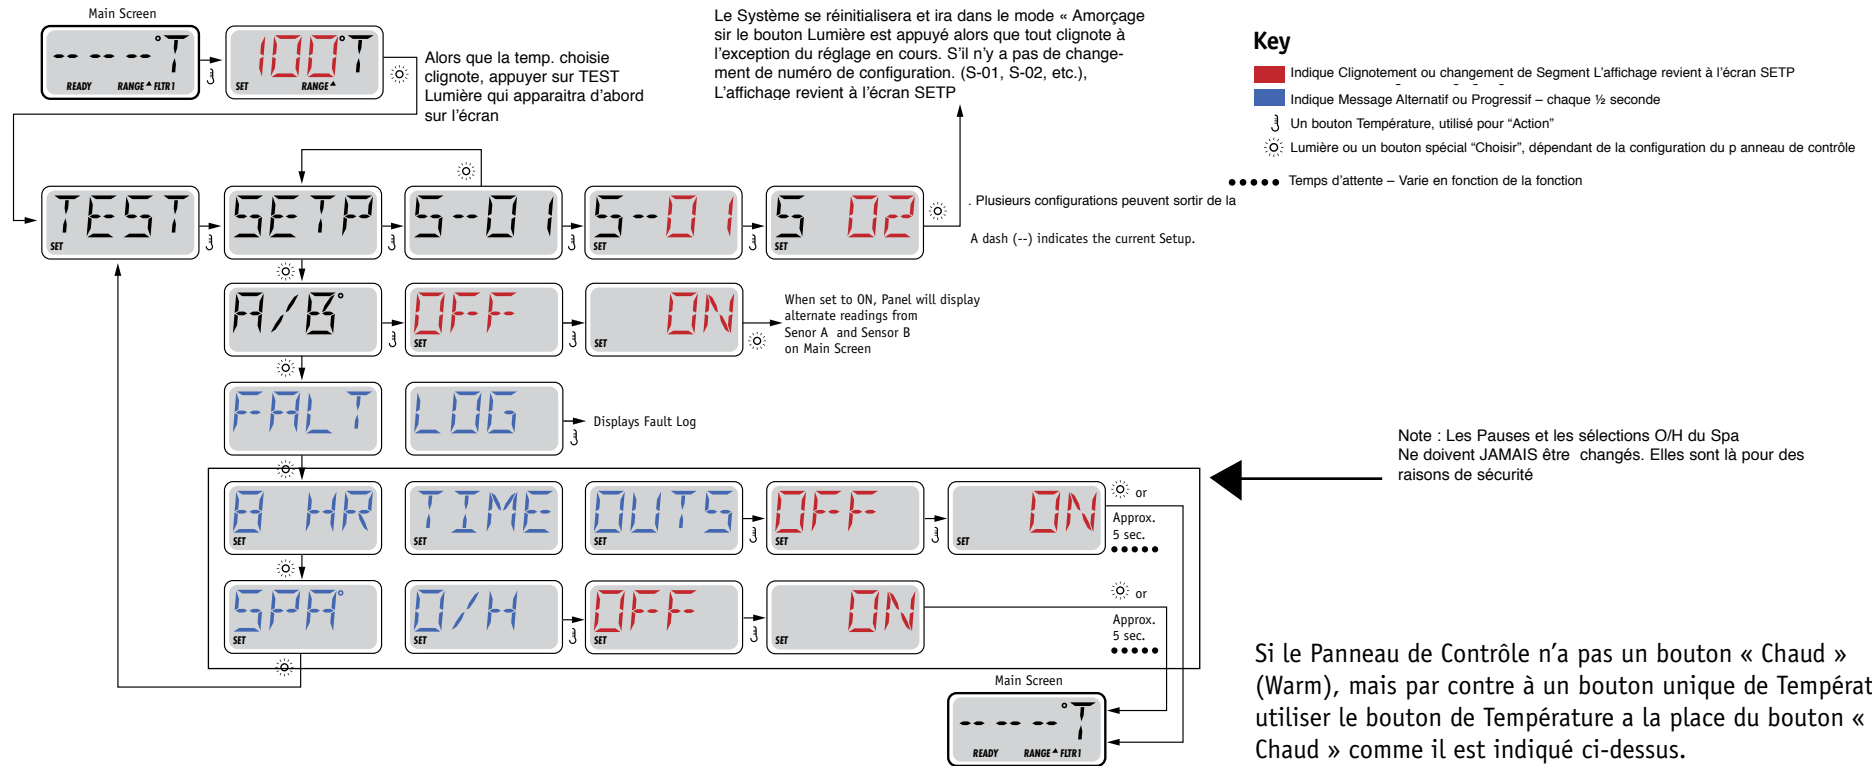 Main Screen
-- -- --°T
READY RANGE FLTR1
100°T
SET RANGE
Alors que la temp. choisie
clignote, appuyer sur TEST
Lumière qui apparaitra d'abord
sur l'écran
Le Système se réinitialisera et ira dans le mode « Amorçage
sir le bouton Lumière est appuyé alors que tout clignote à
l'exception du réglage en cours. S'il n'y a pas de change-
ment de numéro de configuration. (S-01, S-02, etc.),
L'affichage revient à l'écran SETP
Key
Indique Clignotement ou changement de Segment L'affichage revient à l'écran SETP
Indique Message Alternatif ou Progressif – chaque ½ seconde
Un bouton Température, utilisé pour “Action”
Lumière ou un bouton spécial “Choisir”, dépendant de la configuration du p anneau de contrôle
Temps d'attente – Varie en fonction de la fonction
TEST
SET
SETP
S-01
S--01
SET
S 02
SET
. Plusieurs configurations peuvent sortir de la
A dash (--) indicates the current Setup.
A/B°
OFF
SET
ON
SET
When set to ON, Panel will display
alternate readings from
Senor A and Sensor B
on Main Screen
FALT
LOG
Displays Fault Log
Note : Les Pauses et les sélections O/H du Spa
Ne doivent JAMAIS être changés. Elles sont là pour des
raisons de sécurité
8 HR
SET
TIME
SET
OUTS
SET
OFF
SET
ON
SET
or
Approx.
5 sec.
SPA°
SET
O/H
SET
OFF
SET
ON
SET
or
Approx.
5 sec.
Main Screen
-- -- --°T
READY RANGE FLTR1
Si le Panneau de Contrôle n'a pas un bouton « Chaud »
(Warm), mais par contre à un bouton unique de Températ
utiliser le bouton de Température a la place du bouton «
Chaud » comme il est indiqué ci-dessus.